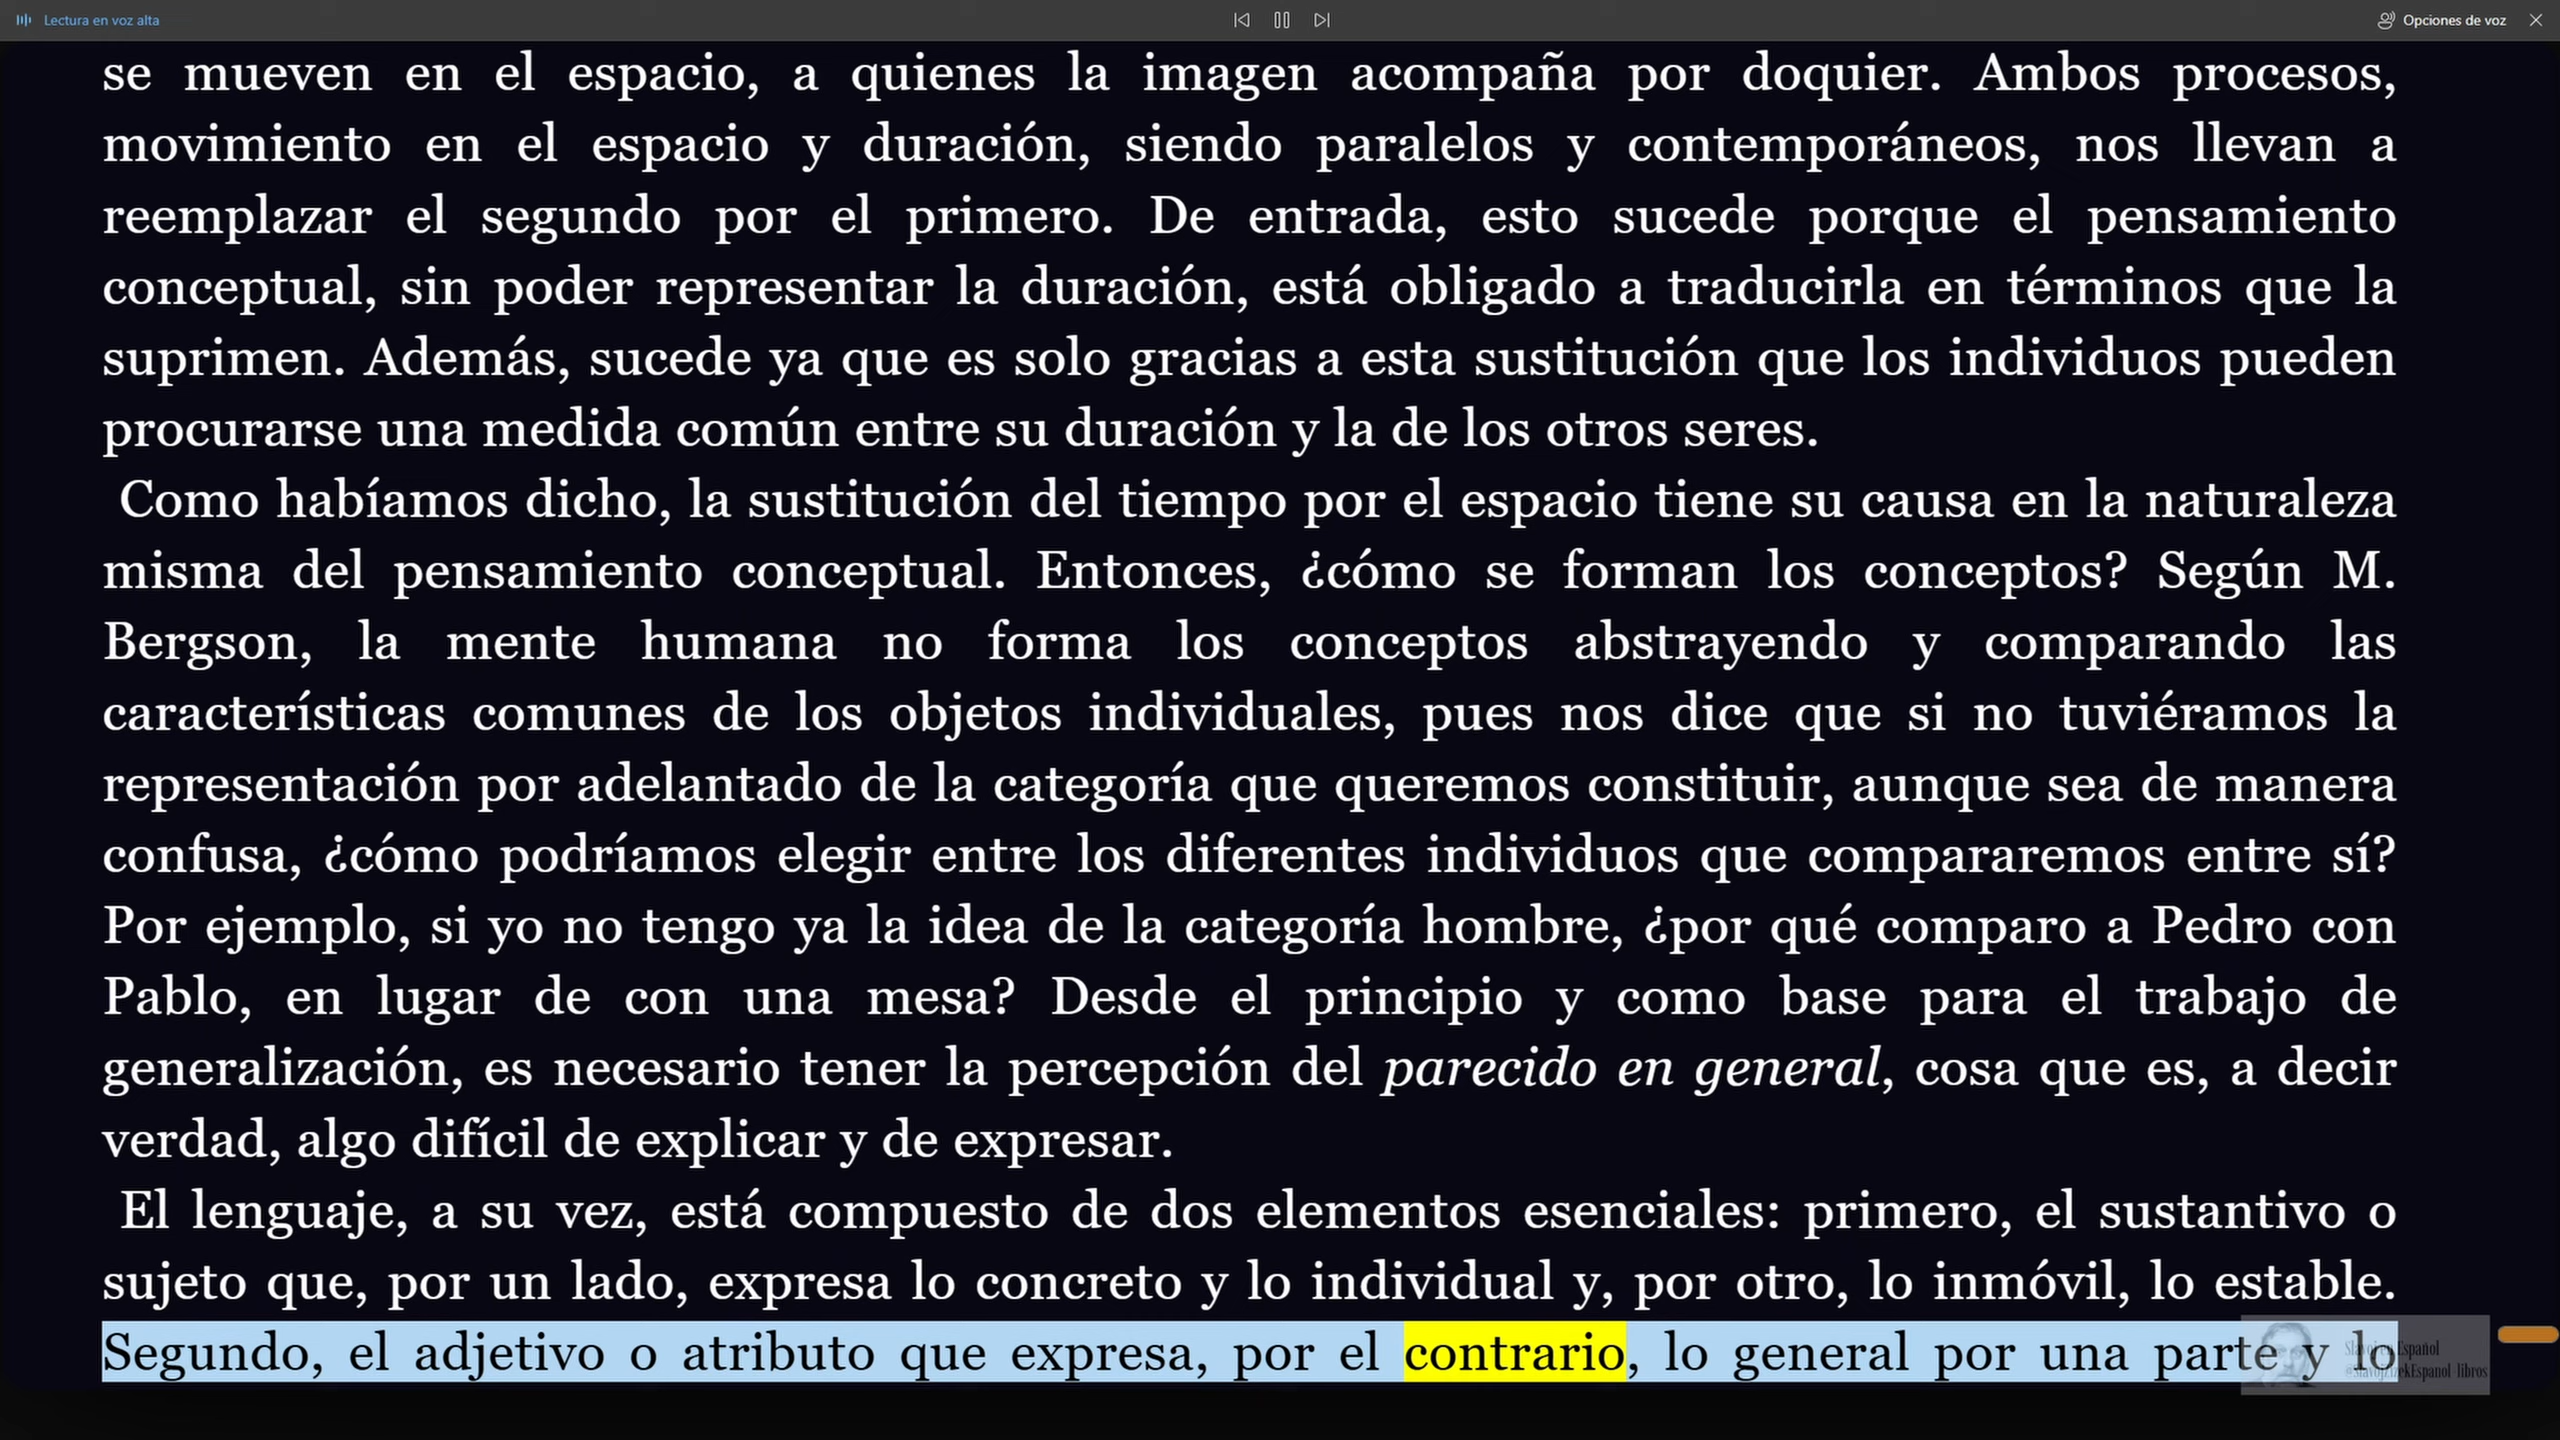 Lectura en voz alta
Opciones de voz
se mueven en el espacio, a quienes la imagen acompaña por doquier. Ambos procesos,
movimiento en el espacio y duración, siendo paralelos y contemporáneos, nos llevan a
reemplazar el segundo por el primero. De entrada, esto sucede porque el pensamiento
conceptual, sin poder representar la duración, está obligado a traducirla en términos que la
suprimen. Además, sucede ya que es solo gracias a esta sustitución que los individuos pueden
procurarse una medida común entre su duración y la de los otros seres.
Como habíamos dicho, la sustitución del tiempo por el espacio tiene su causa en la naturaleza
misma del pensamiento conceptual. Entonces, ¿cómo se forman los conceptos? Según M.
Bergson, la mente humana no forma los conceptos abstrayendo y comparando las
características comunes de los objetos individuales, pues nos dice que si no tuviéramos la
representación por adelantado de la categoría que queremos constituir, aunque sea de manera
confusa, ¿cómo podríamos elegir entre los diferentes individuos que compararemos entre sí?
Por ejemplo, si yo no tengo ya la idea de la categoría hombre, ¿por qué comparo a Pedro con
Pablo, en lugar de con una mesa? Desde el principio y como base para el trabajo de
generalización, es necesario tener la percepción del parecido en general, cosa que es, a decir
verdad, algo difícil de explicar y de expresar.
El lenguaje, a su vez, está compuesto de dos elementos esenciales: primero, el sustantivo o
sujeto que, por un lado, expresa lo concreto y lo individual y, por otro, lo inmóvil, lo estable.
Segundo, el adjetivo o atributo que expresa, por el contrario, lo general por una parte y lo
Slavoj en Español
@SlavojZizekEspanol-libros